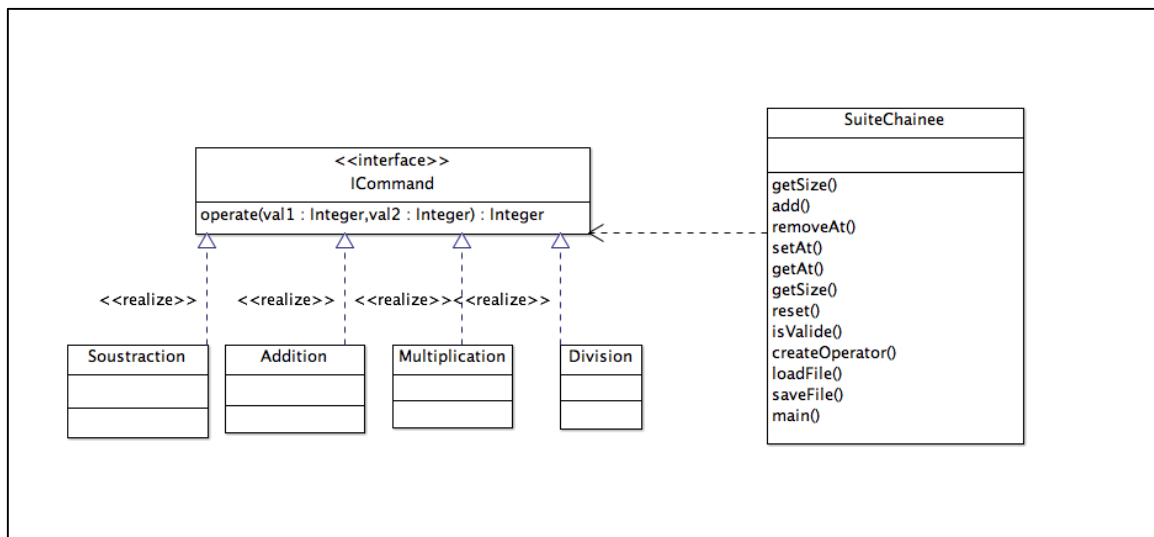 <<interface>>
ICommand
operate(val1 : Integer,val2 : Integer) : Integer
SuiteChainee
getSize()
add()
removeAt()
setAt()
getAt()
getSize()
reset()
isValide()
createOperator()
loadFile()
saveFile()
main()
<<realize>> <<realize>> <<realize>><<realize>>
Soustraction
Addition
Multiplication
Division